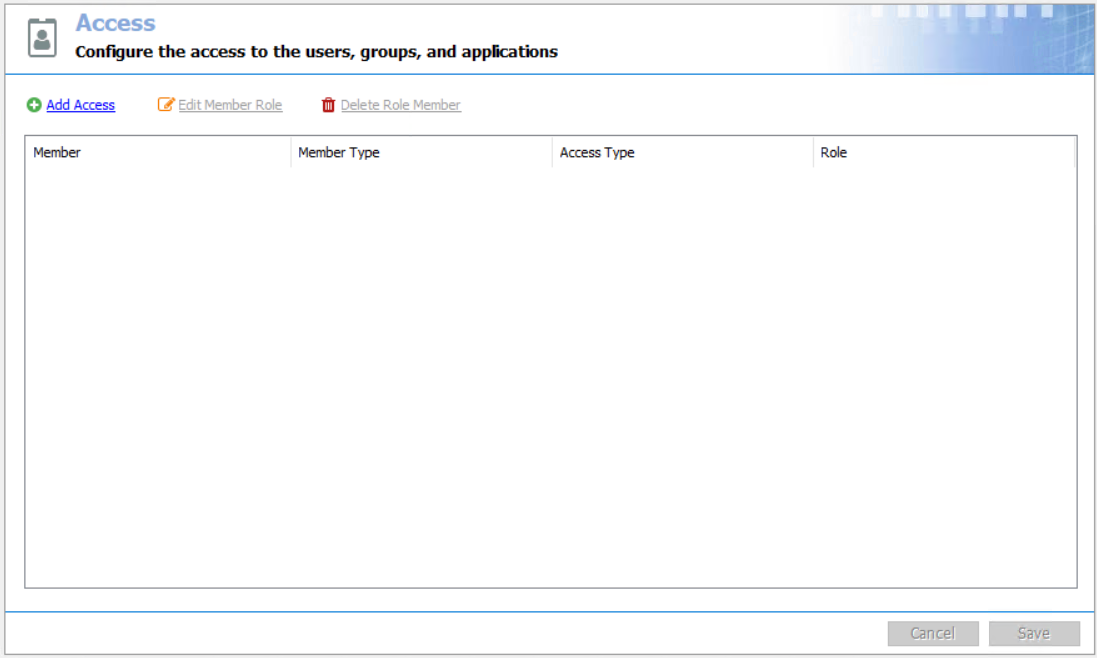 Access
Configure the access to the users, groups, and applications
Add Access Edit Member Role Delete Role Member
Member Member Type Access Type Role
Cancel Save